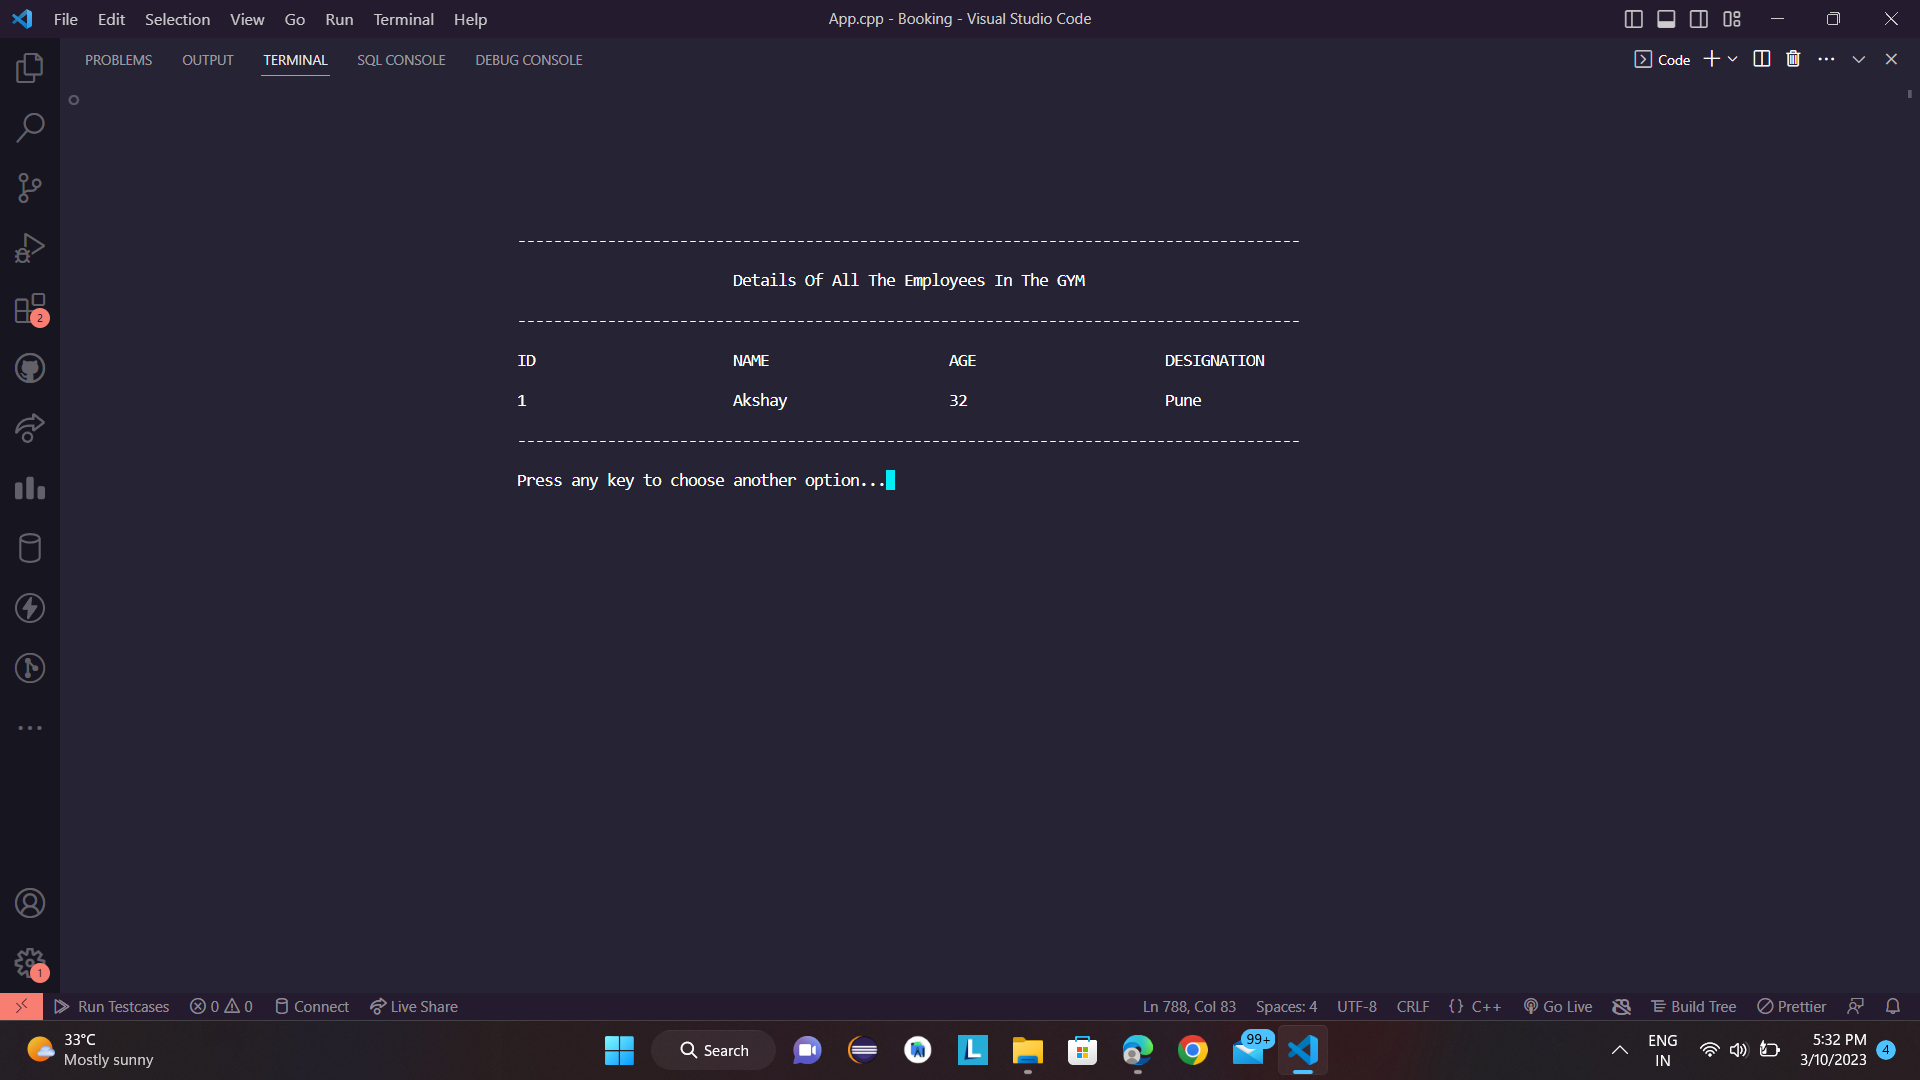 File Edit Selection View Go Run Terminal Help App.cpp - Booking - Visual Studio Code
PROBLEMS OUTPUT TERMINAL SQL CONSOLE DEBUG CONSOLE Code
---------------------------------------------------------------------------------------
Details Of All The Employees In The GYM
---------------------------------------------------------------------------------------
ID NAME AGE DESIGNATION
1 Akshay 32 Pune
---------------------------------------------------------------------------------------
Press any key to choose another option...
2
1
Run Testcases 0 0 Connect Live Share Ln 788, Col 83 Spaces: 4 UTF-8 CRLF {} C++ Go Live Build Tree Prettier
33°C
Mostly sunny
Search
AI
L
99+
ENG
IN
5:32 PM
3/10/2023
4